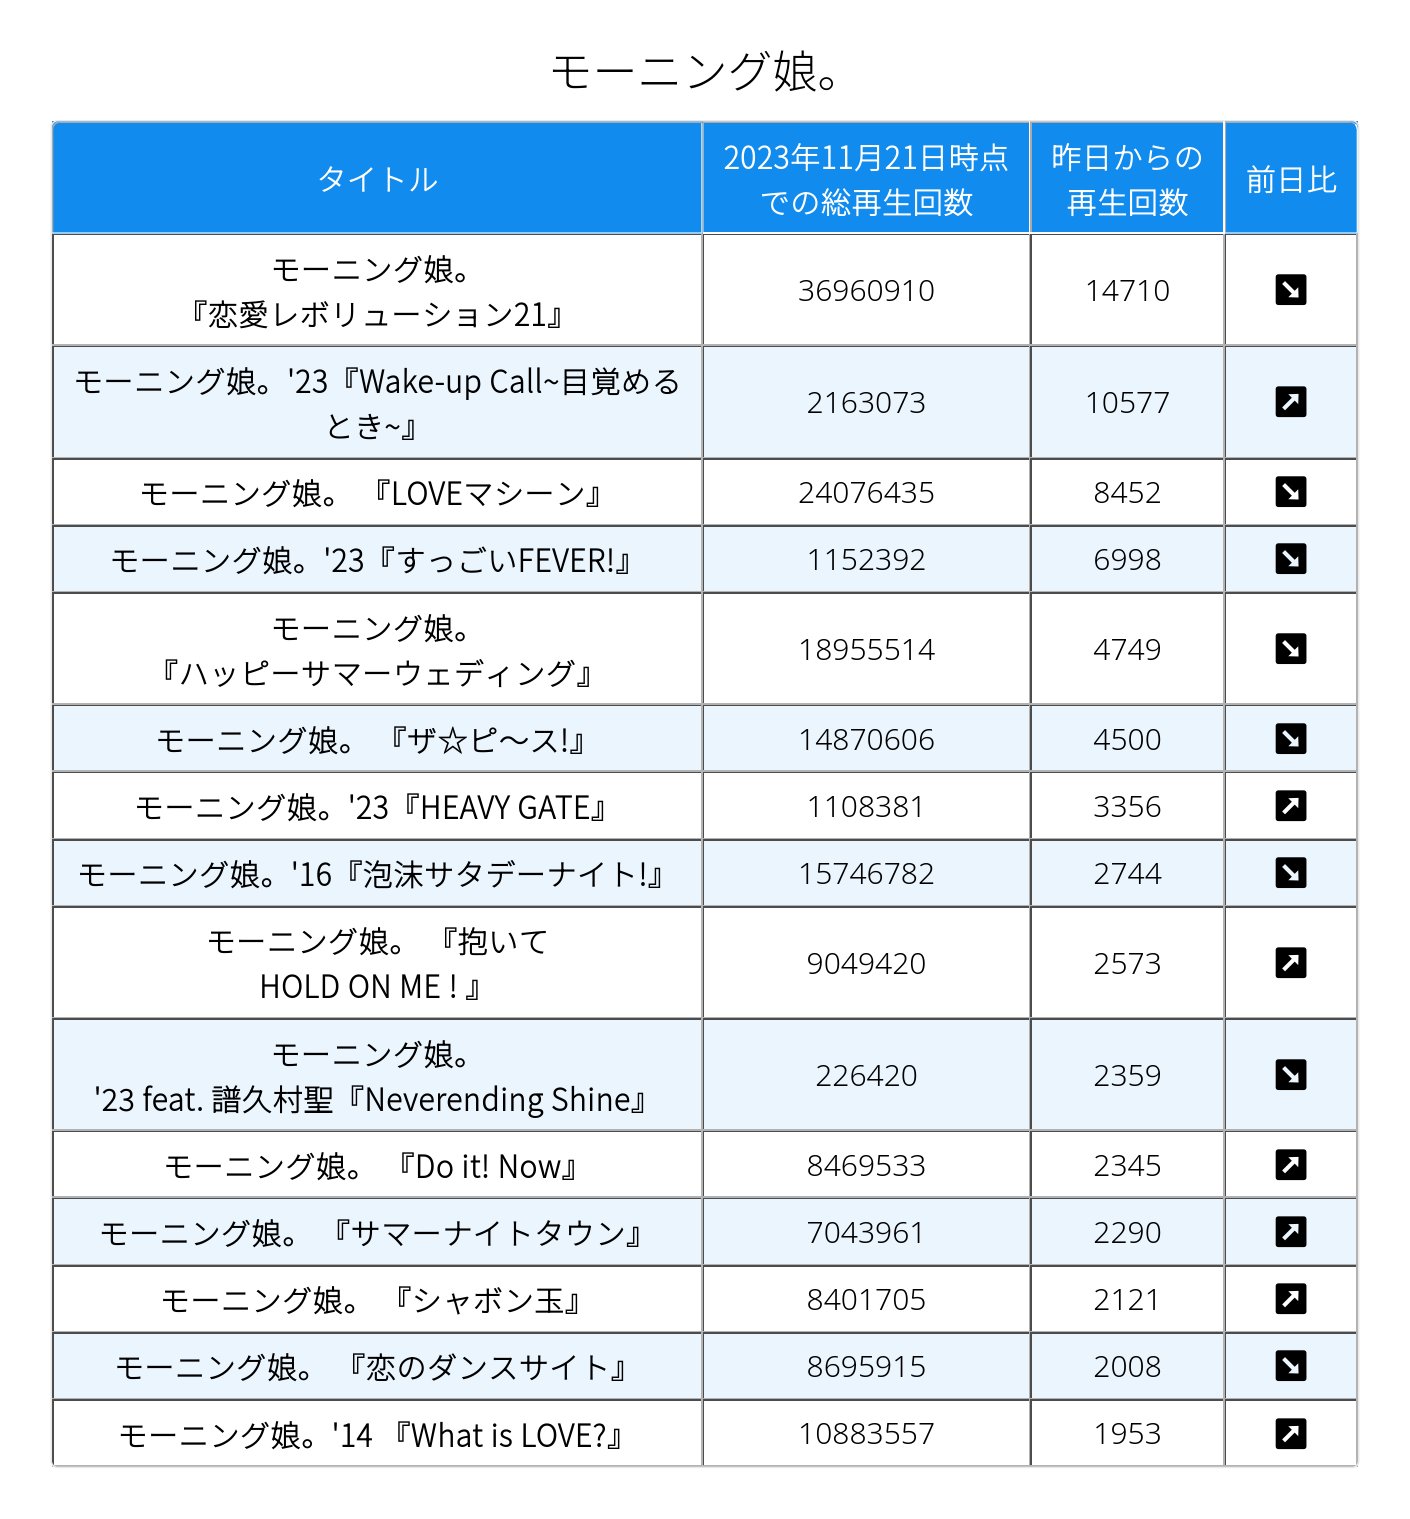 モーニング娘。
タイトル
2023年11月21日時点
での総再生回数
昨日からの
再生回数
前日比
モーニング娘。
『恋愛レボリューション21』
36960910
14710
↘
モーニング娘。'23『Wake-up Call~目覚める
とき~』
2163073
10577
↗
モーニング娘。 『LOVEマシーン』
24076435
8452
↘
モーニング娘。'23『すっごいFEVER!』
1152392
6998
↘
モーニング娘。
『ハッピーサマーウェディング』
18955514
4749
↘
モーニング娘。 『ザ☆ピ〜ス!』
14870606
4500
↘
モーニング娘。'23『HEAVY GATE』
1108381
3356
↗
モーニング娘。'16『泡沫サタデーナイト!』
15746782
2744
↘
モーニング娘。 『抱いて
HOLD ON ME ! 』
9049420
2573
↗
モーニング娘。
'23 feat. 譜久村聖『Neverending Shine』
226420
2359
↘
モーニング娘。 『Do it! Now』
8469533
2345
↗
モーニング娘。 『サマーナイトタウン』
7043961
2290
↗
モーニング娘。 『シャボン玉』
8401705
2121
↗
モーニング娘。 『恋のダンスサイト』
8695915
2008
↘
モーニング娘。'14 『What is LOVE?』
10883557
1953
↗